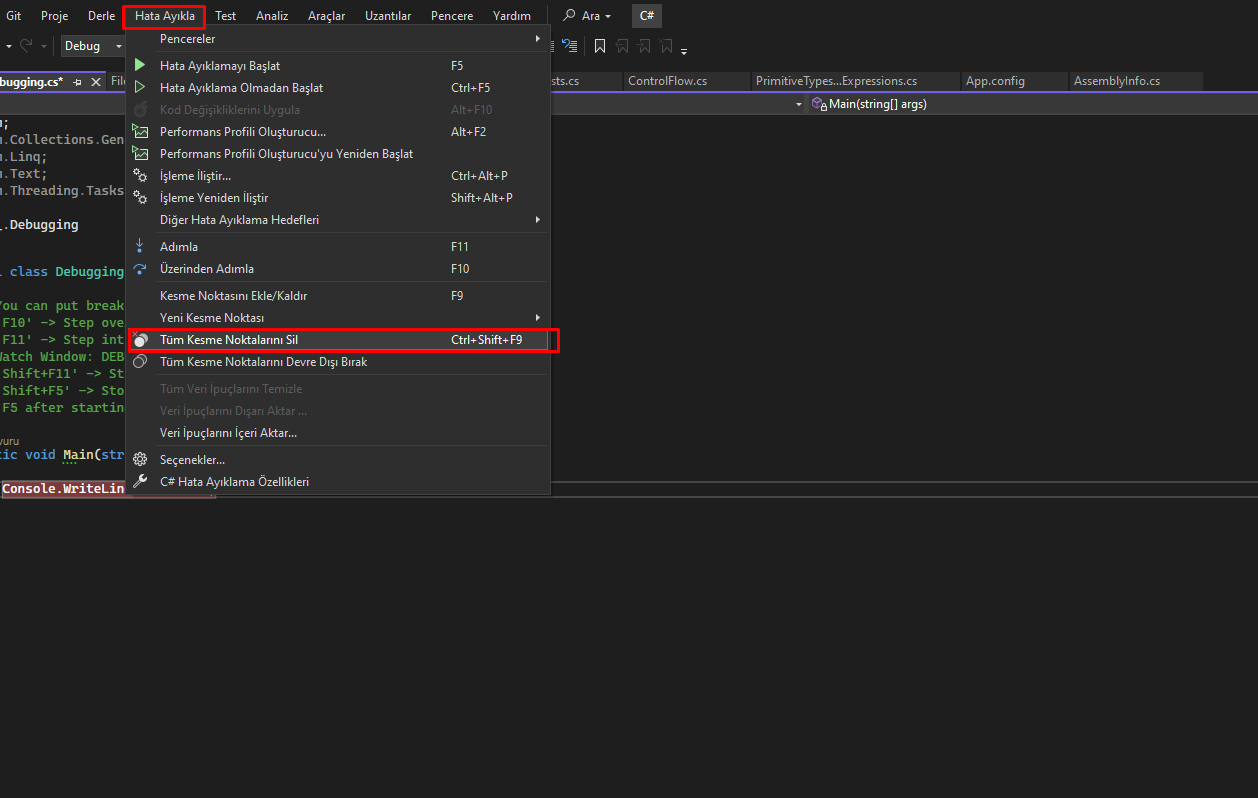 Git Proje Derle Hata Ayıkla Test Analiz Araçlar Uzantılar Pencere Yardım Ara C#
Debug
Pencereler
bugging.cs* File sts.cs ControlFlow.cs PrimitiveTypes...Expressions.cs App.config AssemblyInfo.cs
Main(string[] args)
Hata Ayıklamayı Başlat F5
Hata Ayıklama Olmadan Başlat Ctrl+F5
Kod Değişikliklerini Uygula Alt+F10
Performans Profili Oluşturucu... Alt+F2
Performans Profili Oluşturucu'yu Yeniden Başlat
İşleme İliştir... Ctrl+Alt+P
İşleme Yeniden İliştir Shift+Alt+P
Diğer Hata Ayıklama Hedefleri
Adımla F11
Üzerinden Adımla F10
Kesme Noktasını Ekle/Kaldır F9
Yeni Kesme Noktası
Tüm Kesme Noktalarını Sil Ctrl+Shift+F9
Tüm Kesme Noktalarını Devre Dışı Bırak
Tüm Veri İpuçlarını Temizle
Veri İpuçlarını Dışarı Aktar ...
Veri İpuçlarını İçeri Aktar...
Seçenekler...
C# Hata Ayıklama Özellikleri
;
.Collections.Gen
.Linq;
.Text;
.Threading.Tasks
.Debugging
class Debugging
You can put break
F10' -> Step ove
F11' -> Step int
Watch Window: DEB
Shift+F11' -> St
Shift+F5' -> Sto
F5 after startin
vuru
tic void Main(str
Console.WriteLin